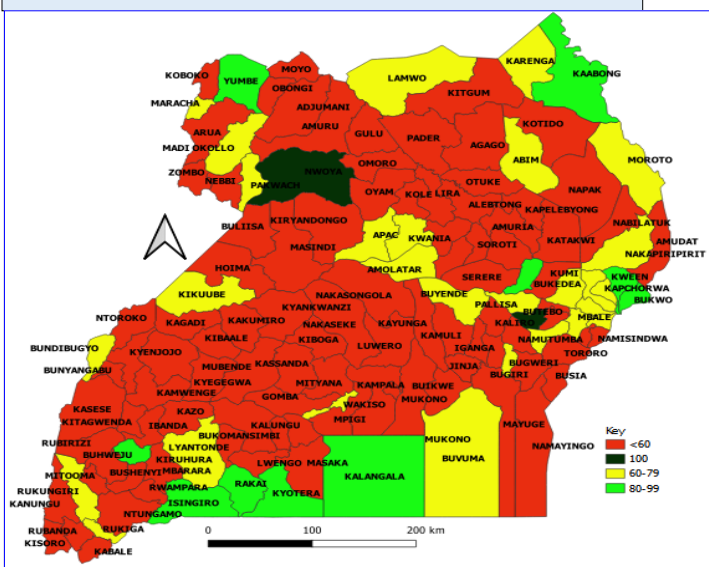 KARENGA
KAABONG
MOYO
KOBOKO
YUMBE
LAMWO
OBONGI
KITGUM
MARACHA
ADJUMANI
KOTIDO
AMURU
ARUA
GULU
PADER
MADI OKOLLO
AGAGO
ABIM
MOROTO
OMORO
ZOMBO
NWOYA
NEBBI
PAKWACH
OTUKE
NAPAK
OYAM
KOLE
LIRA
ALEBTONG
KAPELEBYONG
KIRYANDONGO
BULIISA
NABILATUK
AMURIA
APAC
KWANIA
KATAKWI
AMUDAT
SOROTI
MASINDI
NAKAPIRIPIRIT
HOIMA
AMOLATAR
SERERE
KUMI
KWEEN
BUKEDEA
KAPCHORWA
KIKUUBE
NAKASONGOLA
BUYENDE
BUKWO
PALLISA
KYANKWANZI
BUTEBO
NTOROKO
KAGADI
KAKUMIRO
NAKASEKE
KAYUNGA
KALIRO
MBALE
KIBAALE
KIBOGA
KAMULI
NAMUTUMBA
NAMISINDWA
BUNDIBUGYO
KYENJOJO
LUWERO
IGANGA
TORORO
BUNYANGABU
MUBENDE
KASSANDA
JINJA
BUGWERI
BUGIRI
BUSIA
KYEGEGWA
MITYANA
KAMPALA
BUIKWE
KAMWENGE
GOMBA
MUKONO
WAKISO
KASESE
KAZO
KITAGWENDA
IBANDA
KALUNGU
MPIGI
MAYUGE
BUKOMANSIMBI
Key
RUBIRIZI
LYANTONDE
MUKONO
NAMAYINGO
<60
BUHWEJU
KIRUHURA
BUVUMA
100
BUSHENYI
MBARARA
LWENGO
MASAKA
MITOOMA
KALANGALA
60-79
RWAMPARA
RAKAI
RUKUNGIRI
KYOTERA
80-99
KANUNGU
ISINGIRO
NTUNGAMO
RUBANDA
RUKIGA
0 100 200 km
KISORO
KABALE